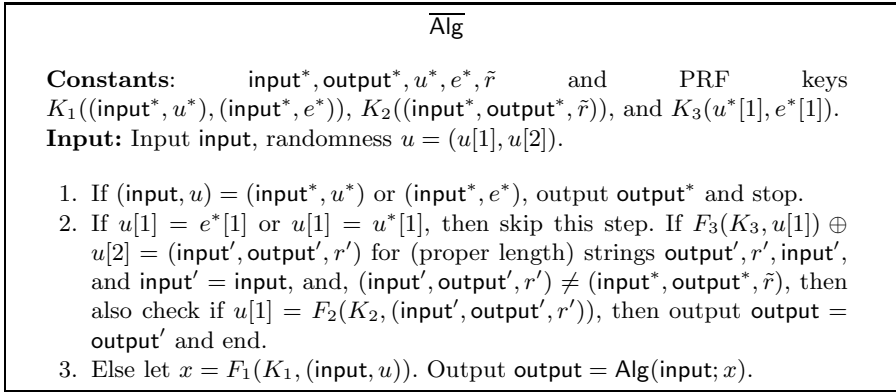 Alg
Constants: input*, output*, u*, e*, r̃ and PRF keys
K₁((input*, u*), (input*, e*)), K₂((input*, output*, r̃)), and K₃(u*[1], e*[1]).
Input: Input input, randomness u = (u[1], u[2]).
1. If (input, u) = (input*, u*) or (input*, e*), output output* and stop.
2. If u[1] = e*[1] or u[1] = u*[1], then skip this step. If F₃(K₃, u[1]) ⊕
u[2] = (input′, output′, r′) for (proper length) strings output′, r′, input′,
and input′ = input, and, (input′, output′, r′) ≠ (input*, output*, r̃), then
also check if u[1] = F₂(K₂, (input′, output′, r′)), then output output =
output′ and end.
3. Else let x = F₁(K₁, (input, u)). Output output = Alg(input; x).